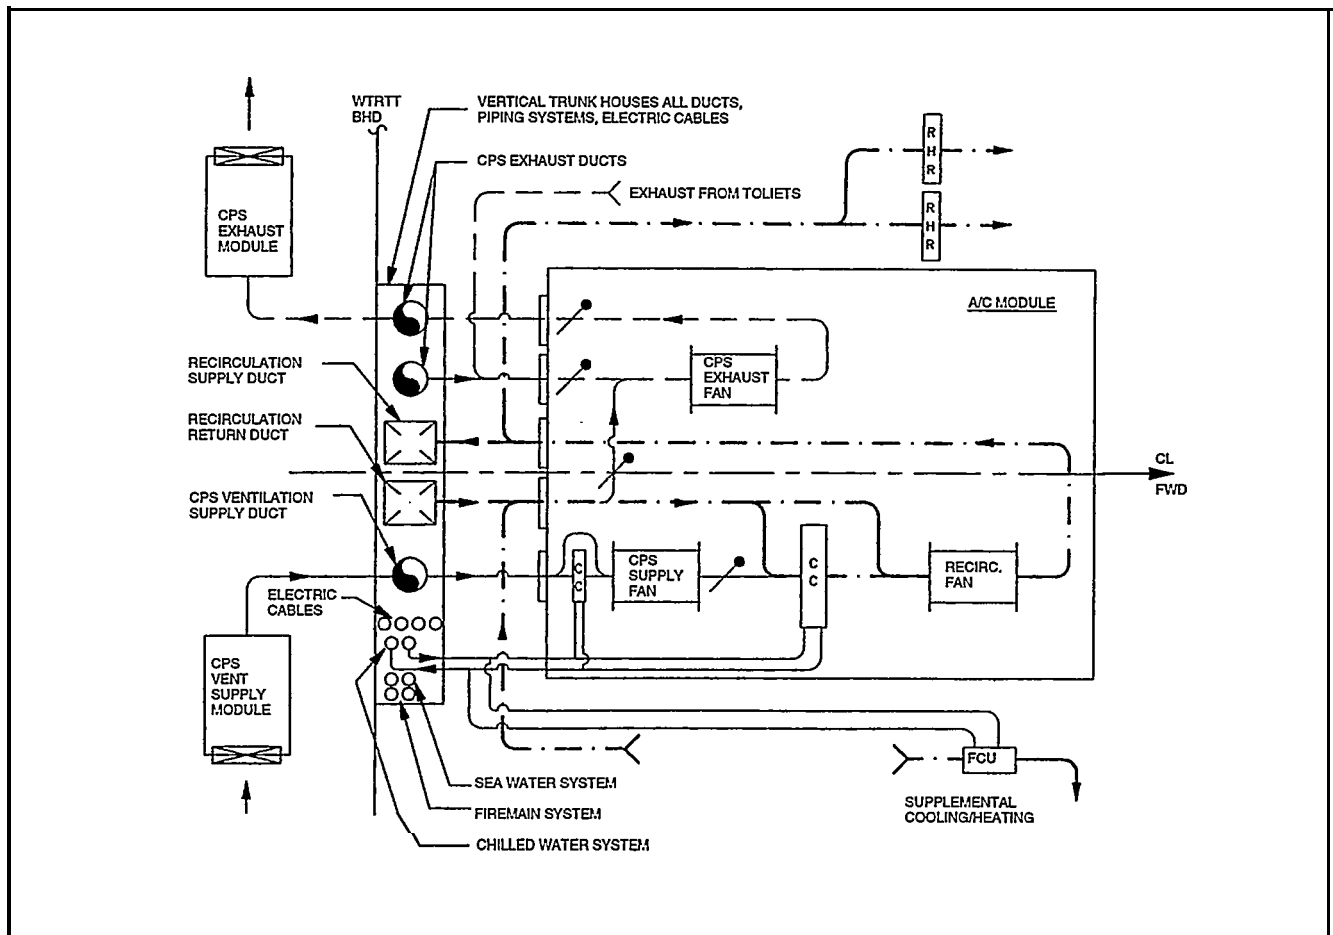 WTRTT
BHD
VERTICAL TRUNK HOUSES ALL DUCTS,
PIPING SYSTEMS, ELECTRIC CABLES
CPS EXHAUST DUCTS
EXHAUST FROM TOLIETS
R
H
R
R
H
R
CPS
EXHAUST
MODULE
A/C MODULE
RECIRCULATION
SUPPLY DUCT
CPS
EXHAUST
FAN
RECIRCULATION
RETURN DUCT
CL
FWD
CPS VENTILATION
SUPPLY DUCT
C
C
CPS
SUPPLY
FAN
C
C
RECIRC.
FAN
ELECTRIC
CABLES
CPS
VENT
SUPPLY
MODULE
FCU
SEA WATER SYSTEM
FIREMAIN SYSTEM
CHILLED WATER SYSTEM
SUPPLEMENTAL
COOLING/HEATING